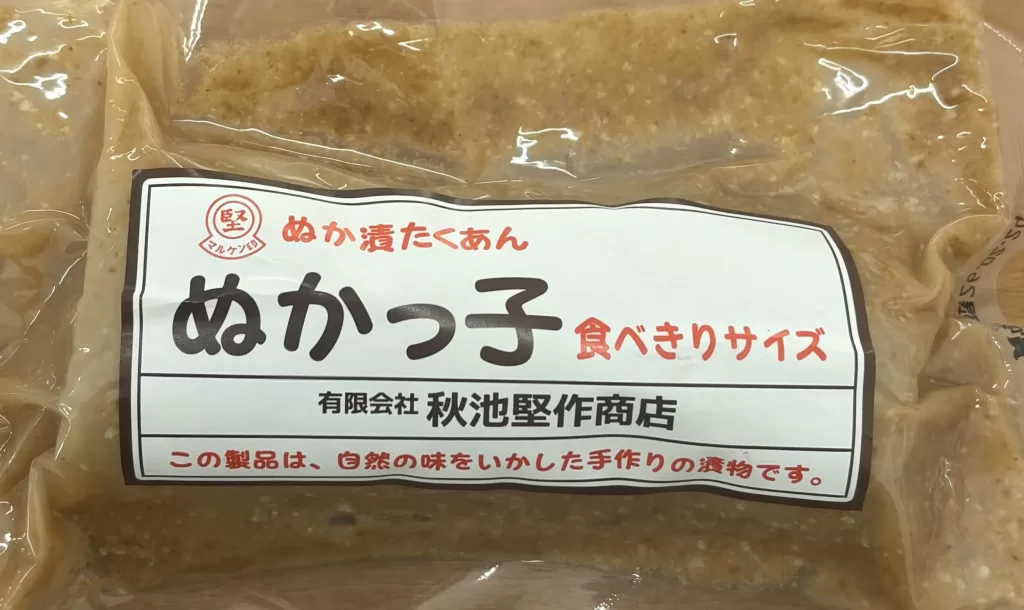 堅
マルケンED
ぬか漬たくあん
ぬかっ子 食べきりサイズ
有限会社 秋池堅作商店
この製品は、自然の味をいかした手作りの漬物です。